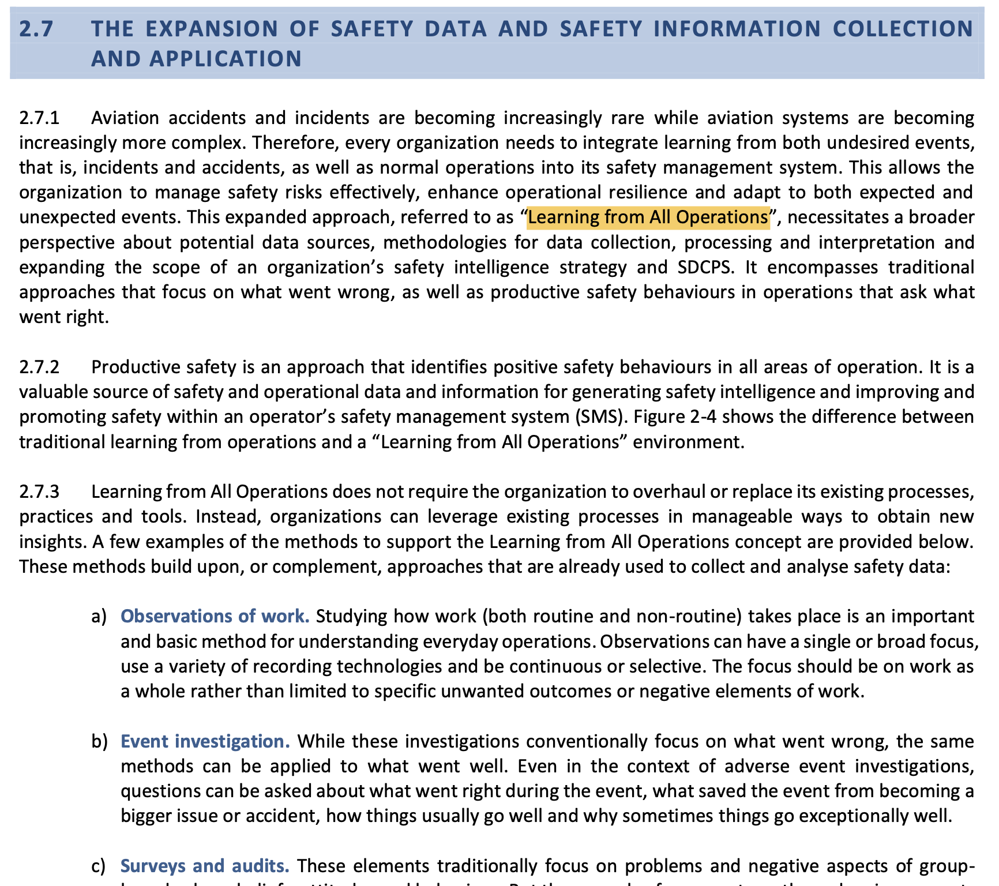 2.7 THE EXPANSION OF SAFETY DATA AND SAFETY INFORMATION COLLECTION
AND APPLICATION
2.7.1 Aviation accidents and incidents are becoming increasingly rare while aviation systems are becoming
increasingly more complex. Therefore, every organization needs to integrate learning from both undesired events,
that is, incidents and accidents, as well as normal operations into its safety management system. This allows the
organization to manage safety risks effectively, enhance operational resilience and adapt to both expected and
unexpected events. This expanded approach, referred to as “Learning from All Operations”, necessitates a broader
perspective about potential data sources, methodologies for data collection, processing and interpretation and
expanding the scope of an organization’s safety intelligence strategy and SDCPS. It encompasses traditional
approaches that focus on what went wrong, as well as productive safety behaviours in operations that ask what
went right.
2.7.2 Productive safety is an approach that identifies positive safety behaviours in all areas of operation. It is a
valuable source of safety and operational data and information for generating safety intelligence and improving and
promoting safety within an operator’s safety management system (SMS). Figure 2-4 shows the difference between
traditional learning from operations and a “Learning from All Operations” environment.
2.7.3 Learning from All Operations does not require the organization to overhaul or replace its existing processes,
practices and tools. Instead, organizations can leverage existing processes in manageable ways to obtain new
insights. A few examples of the methods to support the Learning from All Operations concept are provided below.
These methods build upon, or complement, approaches that are already used to collect and analyse safety data:
a) Observations of work. Studying how work (both routine and non-routine) takes place is an important
and basic method for understanding everyday operations. Observations can have a single or broad focus,
use a variety of recording technologies and be continuous or selective. The focus should be on work as
a whole rather than limited to specific unwanted outcomes or negative elements of work.
b) Event investigation. While these investigations conventionally focus on what went wrong, the same
methods can be applied to what went well. Even in the context of adverse event investigations,
questions can be asked about what went right during the event, what saved the event from becoming a
bigger issue or accident, how things usually go well and why sometimes things go exceptionally well.
c) Surveys and audits. These elements traditionally focus on problems and negative aspects of group-